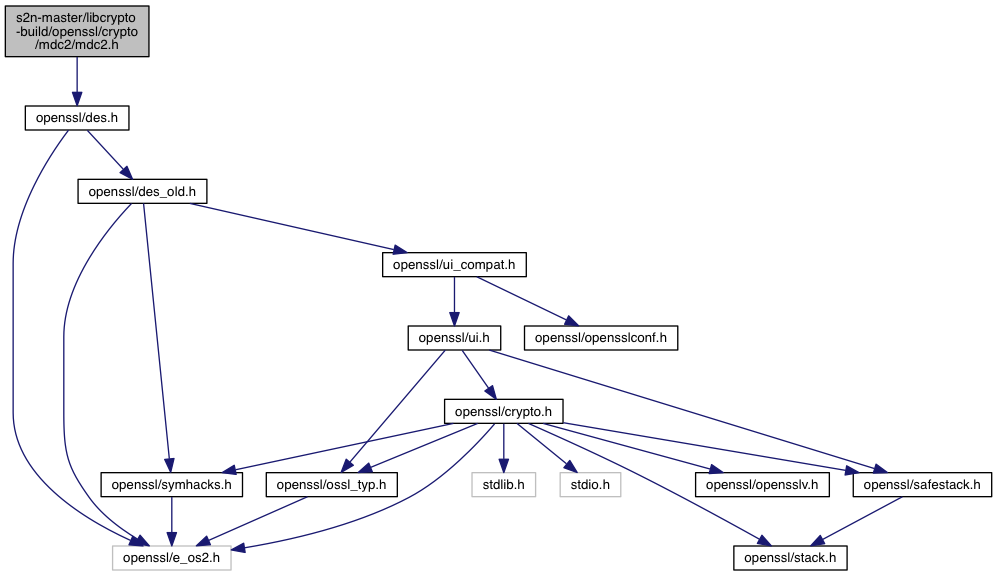 s2n-master/libcrypto
-build/openssl/crypto
/mdc2/mdc2.h
openssl/des.h
openssl/des_old.h
openssl/ui_compat.h
openssl/ui.h
openssl/opensslconf.h
openssl/crypto.h
openssl/symhacks.h
openssl/ossl_typ.h
stdlib.h
stdio.h
openssl/opensslv.h
openssl/safestack.h
openssl/e_os2.h
openssl/stack.h